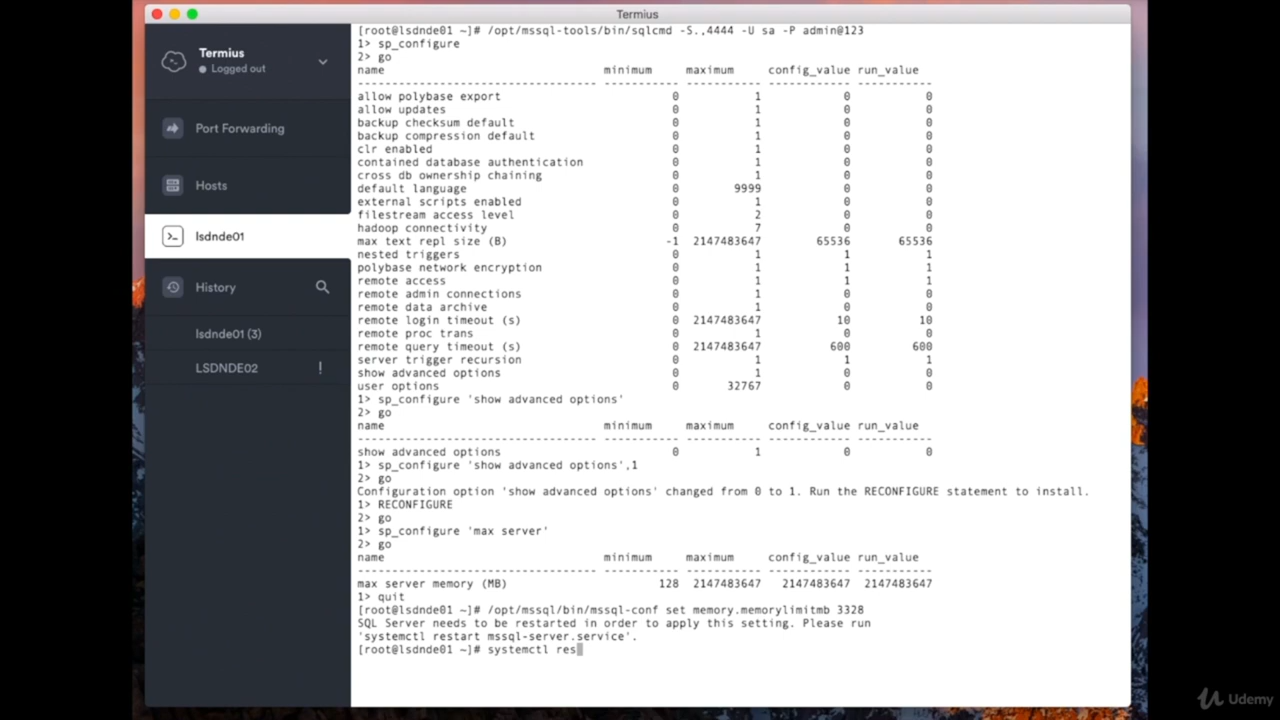 Termius
Termius
Logged out
Port Forwarding
Hosts
lsdnde01
History
lsdnde01 (3)
LSDNDE02 !
[root@lsdnde01 ~]# /opt/mssql-tools/bin/sqlcmd -S.,4444 -U sa -P admin@123
1> sp_configure
2> go
name minimum maximum config_value run_value
----------------------------------- ----------- ----------- ------------ -----------
allow polybase export 0 1 0 0
allow updates 0 1 0 0
backup checksum default 0 1 0 0
backup compression default 0 1 0 0
clr enabled 0 1 0 0
contained database authentication 0 1 0 0
cross db ownership chaining 0 1 0 0
default language 0 9999 0 0
external scripts enabled 0 1 0 0
filestream access level 0 2 0 0
hadoop connectivity 0 7 0 0
max text repl size (B) -1 2147483647 65536 65536
nested triggers 0 1 1 1
polybase network encryption 0 1 1 1
remote access 0 1 1 1
remote admin connections 0 1 0 0
remote data archive 0 1 0 0
remote login timeout (s) 0 2147483647 10 10
remote proc trans 0 1 0 0
remote query timeout (s) 0 2147483647 600 600
server trigger recursion 0 1 1 1
show advanced options 0 1 0 0
user options 0 32767 0 0
1> sp_configure 'show advanced options'
2> go
name minimum maximum config_value run_value
----------------------------------- ----------- ----------- ------------ -----------
show advanced options 0 1 0 0
1> sp_configure 'show advanced options',1
2> go
Configuration option 'show advanced options' changed from 0 to 1. Run the RECONFIGURE statement to install.
1> RECONFIGURE
2> go
1> sp_configure 'max server'
2> go
name minimum maximum config_value run_value
----------------------------------- ----------- ----------- ------------ -----------
max server memory (MB) 128 2147483647 2147483647 2147483647
1> quit
[root@lsdnde01 ~]# /opt/mssql/bin/mssql-conf set memory.memorylimitmb 3328
SQL Server needs to be restarted in order to apply this setting. Please run
'systemctl restart mssql-server.service'.
[root@lsdnde01 ~]# systemctl res
Udemy